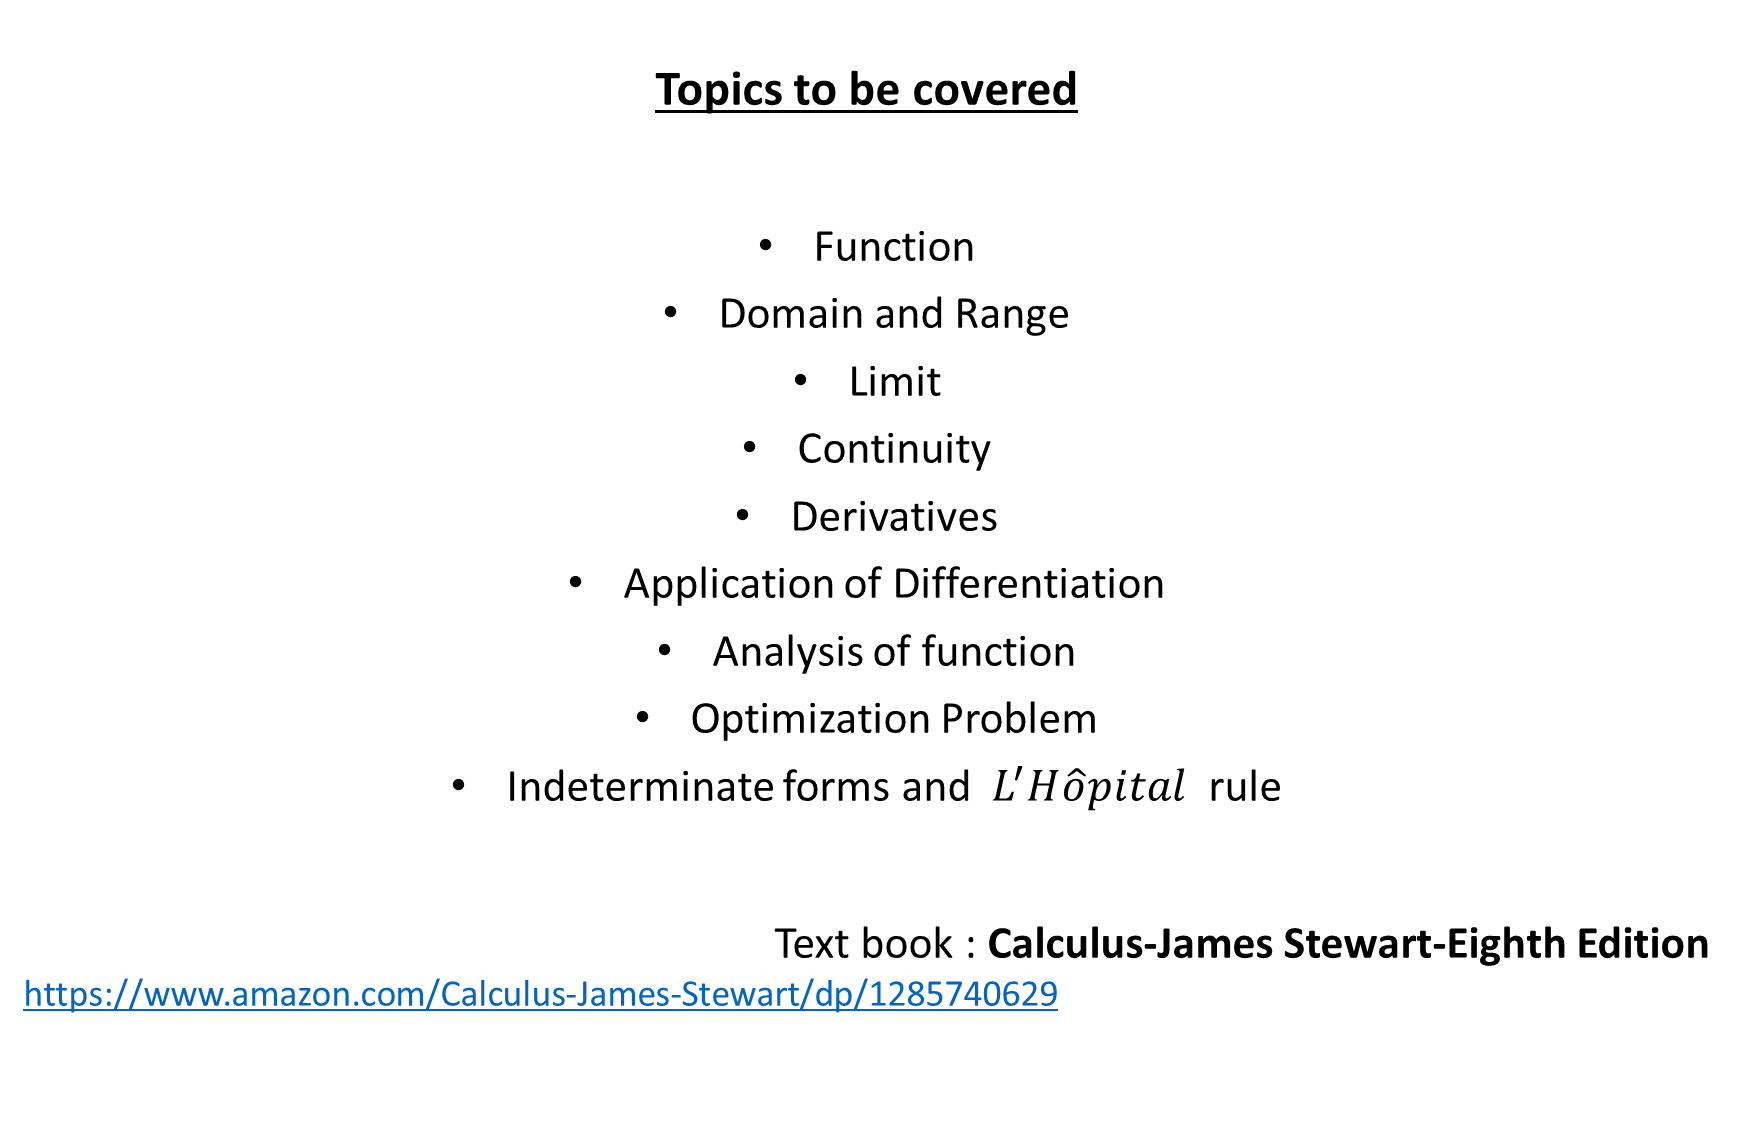 Topics to be covered
• Function
• Domain and Range
• Limit
• Continuity
• Derivatives
• Application of Differentiation
• Analysis of function
• Optimization Problem
• Indeterminate forms and L′Hôpital rule
Text book : Calculus-James Stewart-Eighth Edition
https://www.amazon.com/Calculus-James-Stewart/dp/1285740629